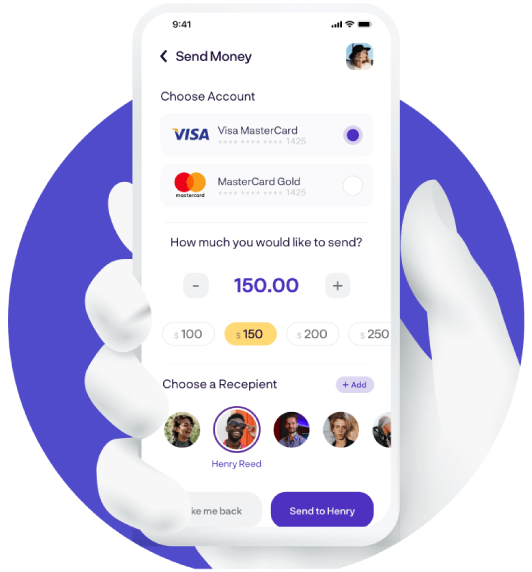 9:41
Send Money
Choose Account
VISA
Visa MasterCard
**** **** **** 1425
mastercard
MasterCard Gold
**** **** **** 1425
How much you would like to send?
- 150.00 +
$ 100 $ 150 $ 200 $ 250
Choose a Recepient + Add
Henry Reed
ke me back Send to Henry